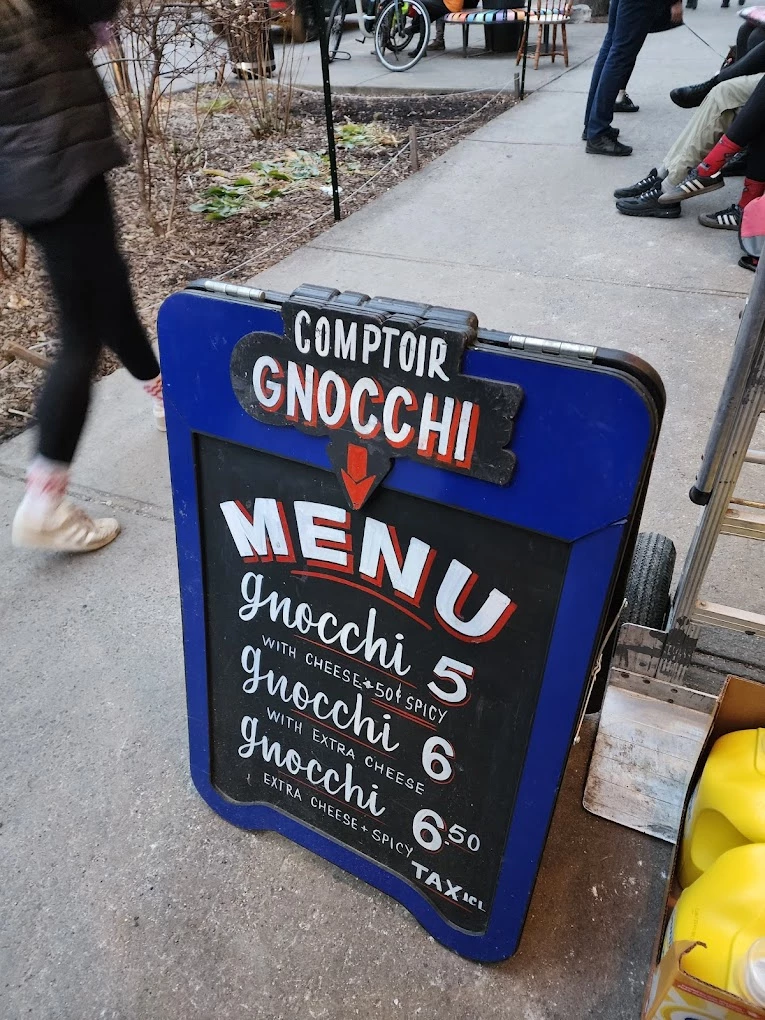 COMPTOIR
GNOCCHI
MENU
gnocchi 5
WITH CHEESE +50¢ SPICY
gnocchi 6
WITH EXTRA CHEESE
gnocchi 6.50
EXTRA CHEESE + SPICY
TAX ICL